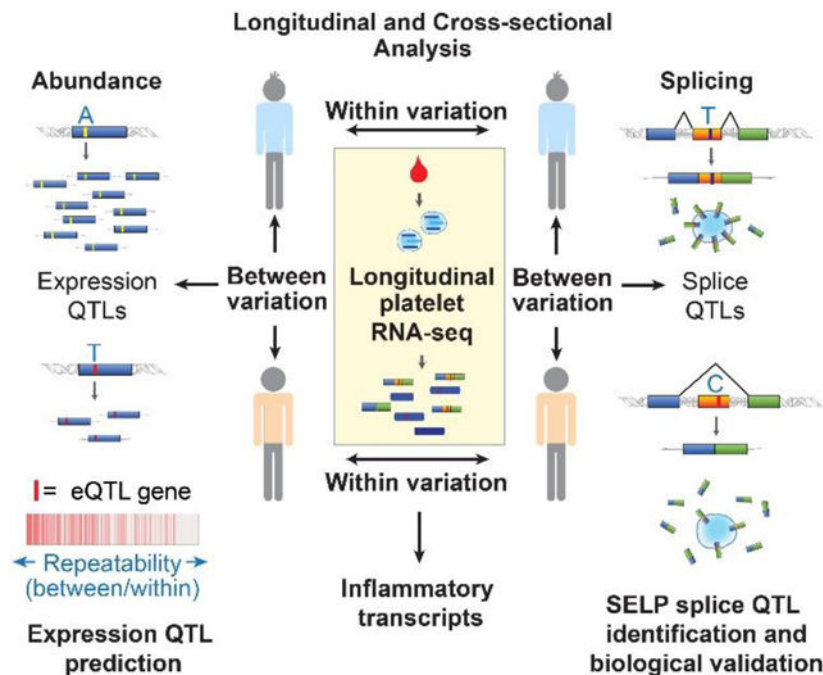 Longitudinal and Cross-sectional
Analysis
Abundance
A
Expression
QTLs
T
I = eQTL gene
Repeatability
(between/within)
Expression QTL
prediction
Within variation
Between
variation
Longitudinal
platelet
RNA-seq
Between
variation
Within variation
Inflammatory
transcripts
Splicing
T
Splice
QTLs
C
SELP splice QTL
identification and
biological validation